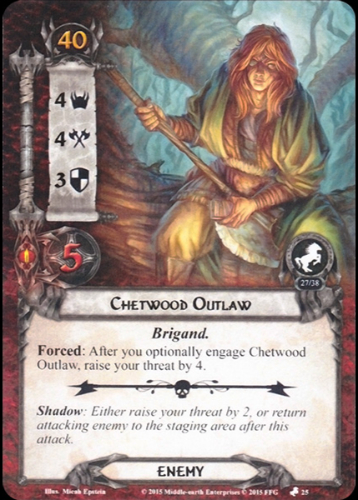 40
4
4
3
5
27/38
Chetwood Outlaw
Brigand.
Forced: After you optionally engage Chetwood
Outlaw, raise your threat by 4.
Shadow: Either raise your threat by 2, or return
attacking enemy to the staging area after this
attack.
ENEMY
Illus. Micah Epstein © 2015 Middle-earth Enterprises © 2015 FFG 25